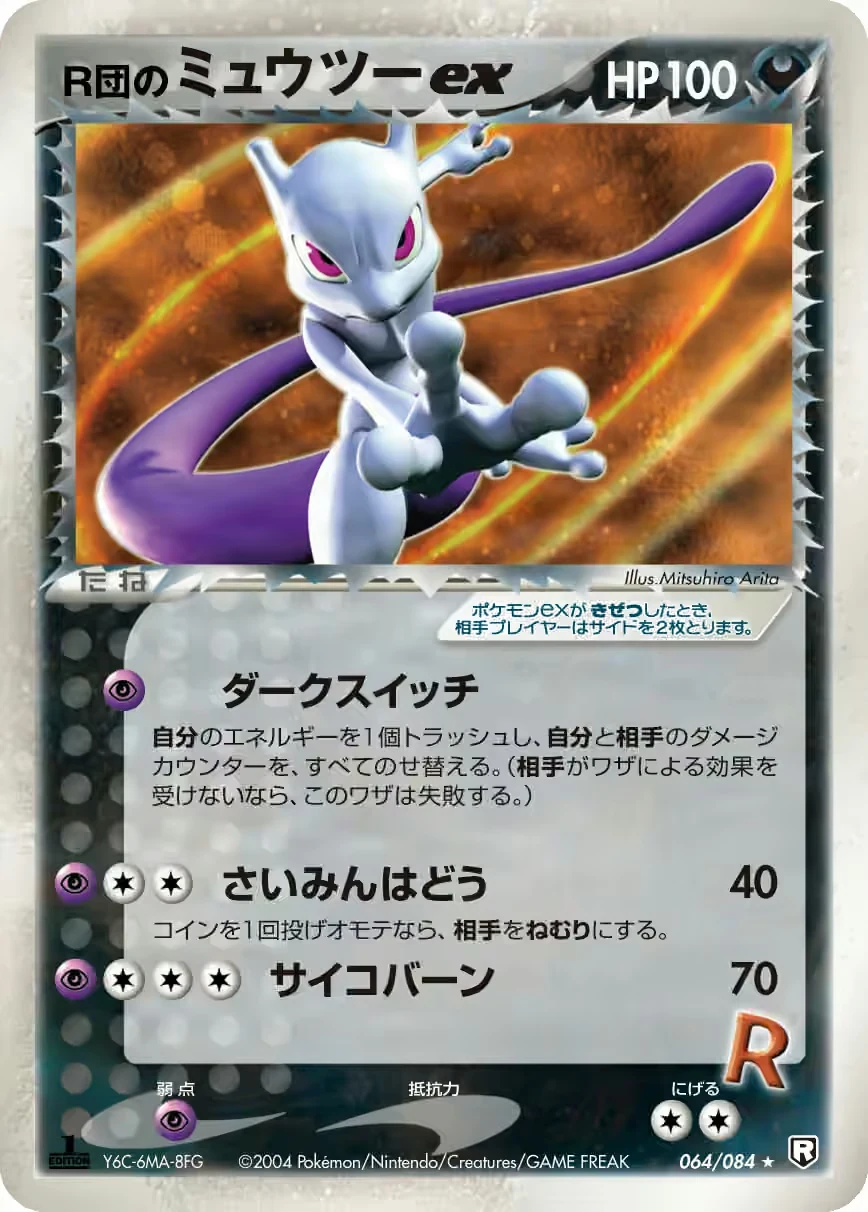 R団のミュウツーex HP100
たね
Illus.Mitsuhiro Arita
ポケモンexがきぜつしたとき、
相手プレイヤーはサイドを2枚とります。
ダークスイッチ
自分のエネルギーを1個トラッシュし、自分と相手のダメージ
カウンターを、すべてのせ替える。(相手がワザによる効果を
受けないなら、このワザは失敗する。)
さいみんはどう 40
コインを1回投げオモテなら、相手をねむりにする。
サイコバーン 70
R
弱点 抵抗力 にげる
1 EDITION Y6C-6MA-8FG ©2004 Pokémon/Nintendo/Creatures/GAME FREAK 064/084 ★ R